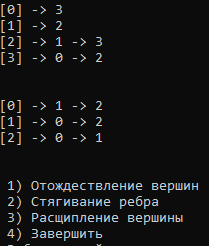 [0] -> 3
[1] -> 2
[2] -> 1 -> 3
[3] -> 0 -> 2
[0] -> 1 -> 2
[1] -> 0 -> 2
[2] -> 0 -> 1
1) Отождествление вершин
2) Стягивание ребра
3) Расщипление вершины
4) Завершить